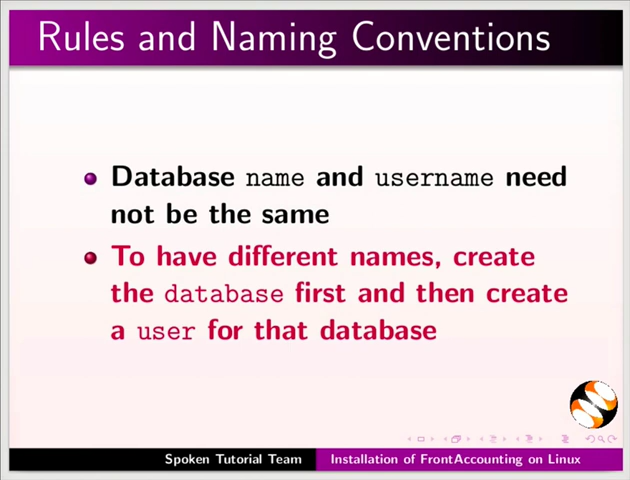 Rules and Naming Conventions
Database name and username need
not be the same
To have different names, create
the database first and then create
a user for that database
Spoken Tutorial Team
Installation of FrontAccounting on Linux